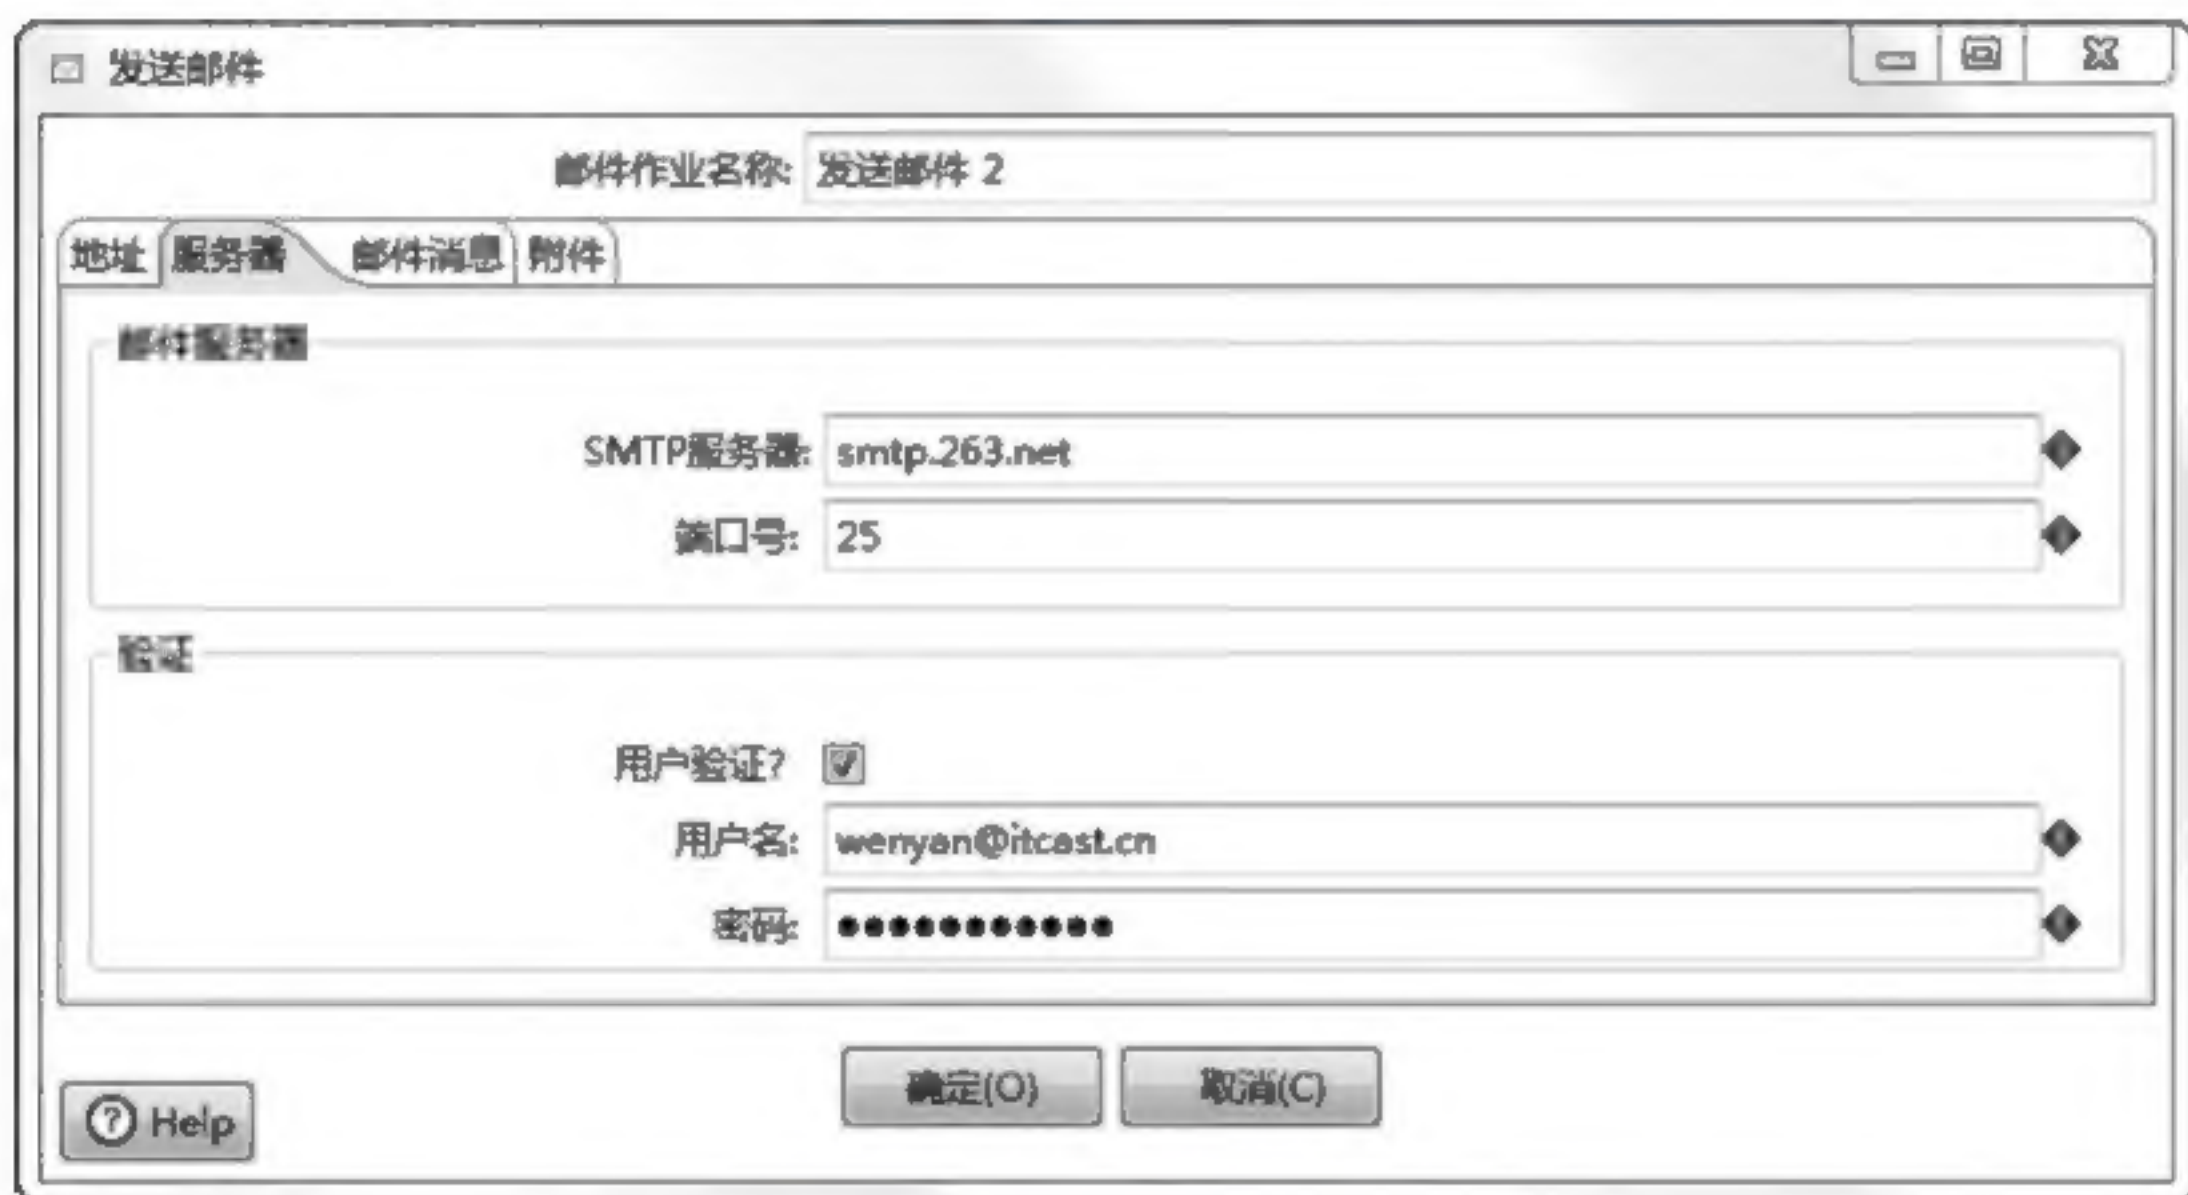 发送邮件
邮件作业名称: 发送邮件 2
地址 服务器 邮件消息 附件
邮件服务器
SMTP服务器: smtp.263.net
端口号: 25
验证
用户验证?
用户名: wenyan@itcast.cn
密码: ●●●●●●●●●●●
确定(O) 取消(C)
Help